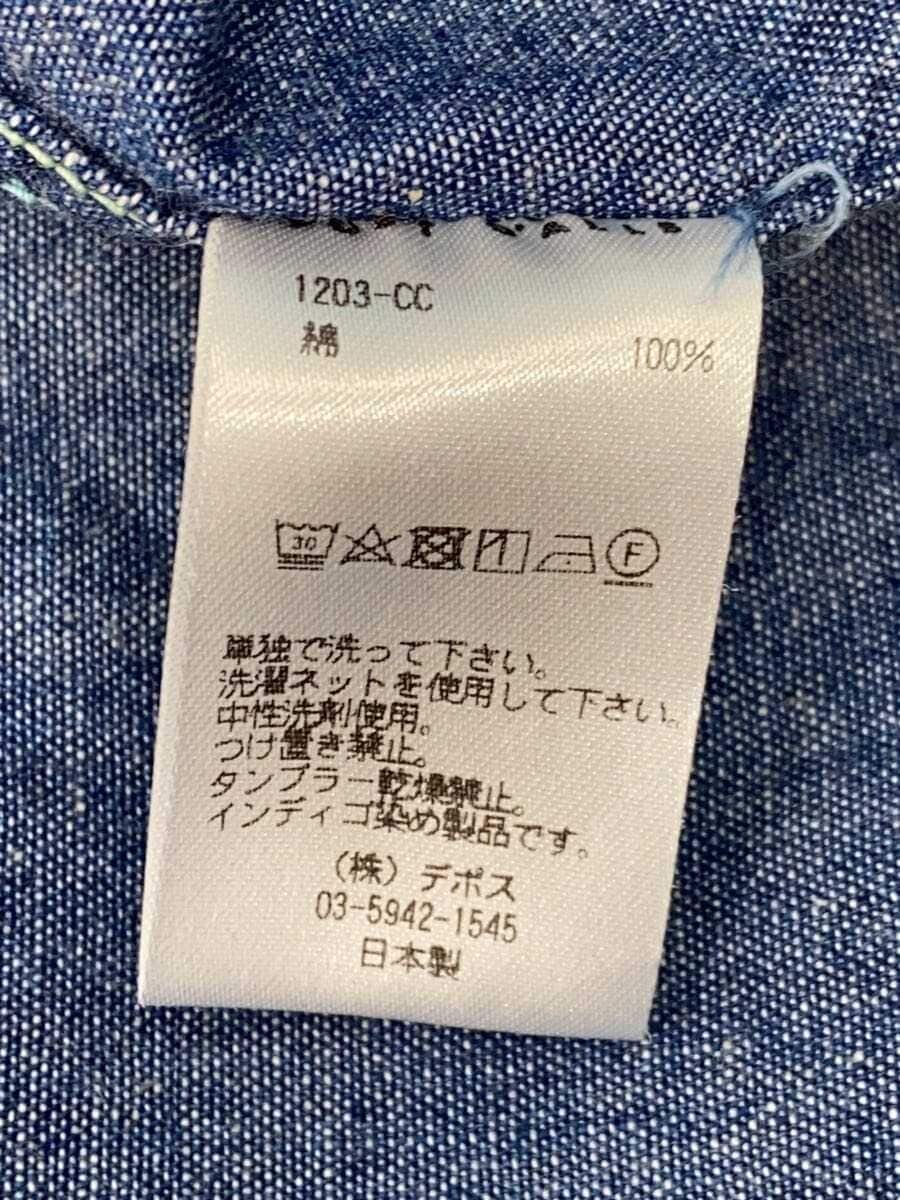 1203-CC
綿 100%
30 F
単独で洗って下さい。
洗濯ネットを使用して下さい。
中性洗剤使用。
つけ置き禁止。
タンブラー乾燥禁止。
インディゴ染め製品です。
(株) デポス
03-5942-1545
日本製